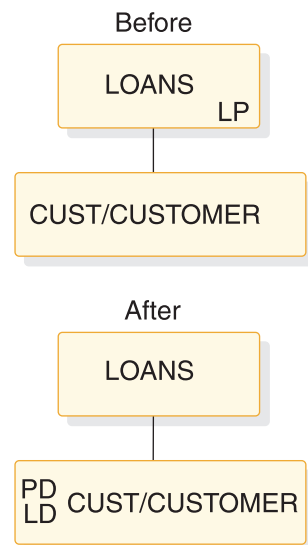 Before
LOANS
LP
CUST/CUSTOMER
After
LOANS
PD
LD CUST/CUSTOMER